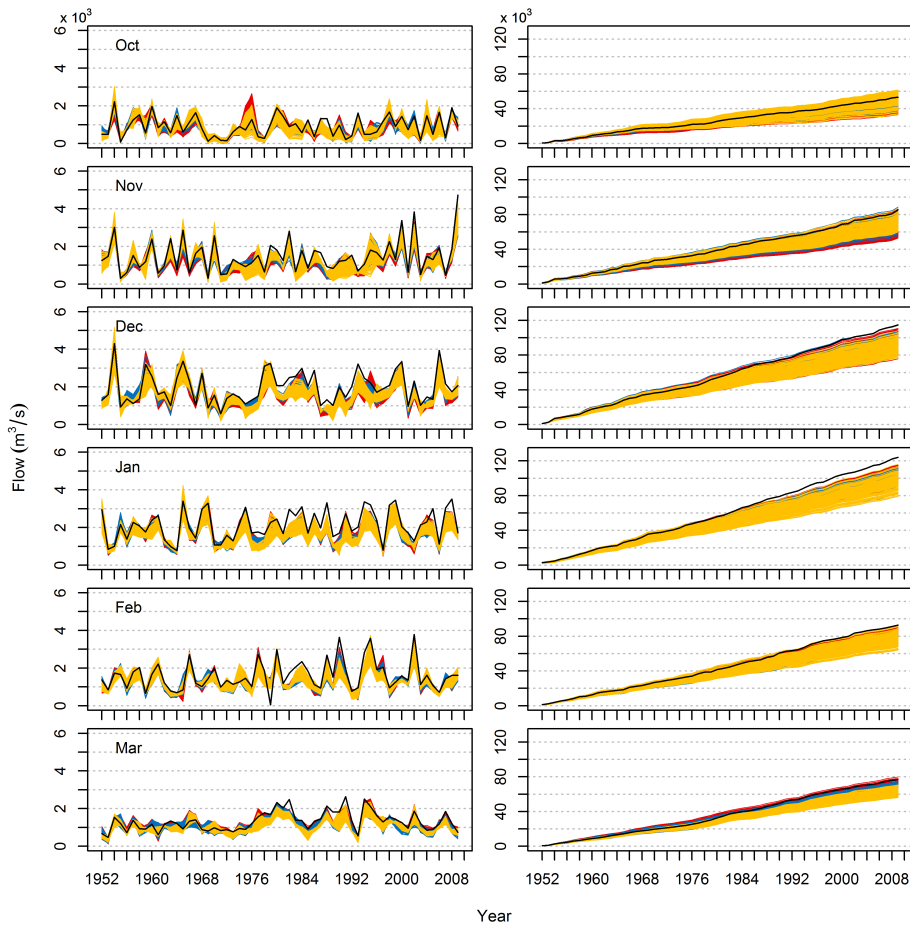 x 10³ x 10³
6 4 2 0 Oct 120 80 40 0
6 4 2 0 Nov 120 80 40 0
6 4 2 0 Dec 120 80 40 0
6 4 2 0 Jan 120 80 40 0
6 4 2 0 Feb 120 80 40 0
6 4 2 0 Mar 120 80 40 0
Flow (m³/s)
1952 1960 1968 1976 1984 1992 2000 2008 1952 1960 1968 1976 1984 1992 2000 2008
Year